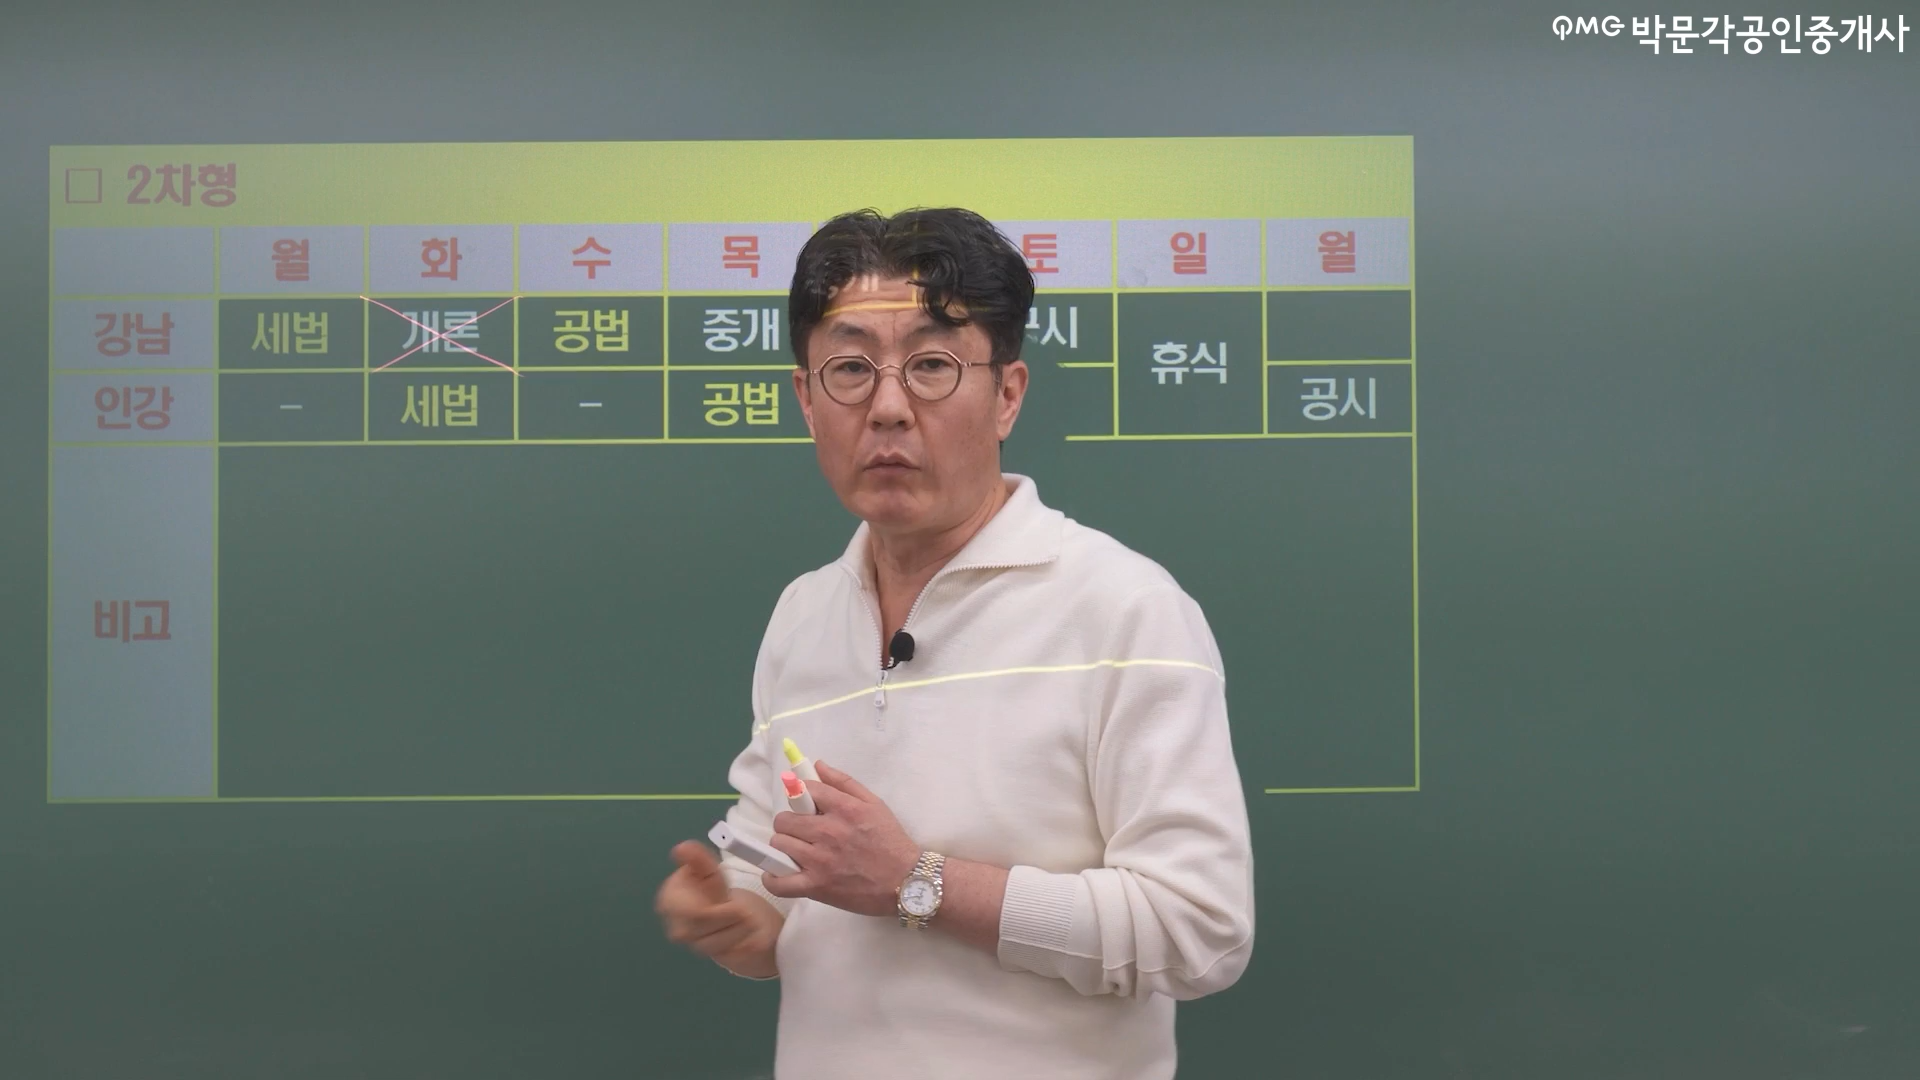 PMG 박문각공인중개사
□ 2차형
월 화 수 목 토 일 월
강남 세법 개론 공법 중개 시 휴식
인강 - 세법 - 공법 공시
비고